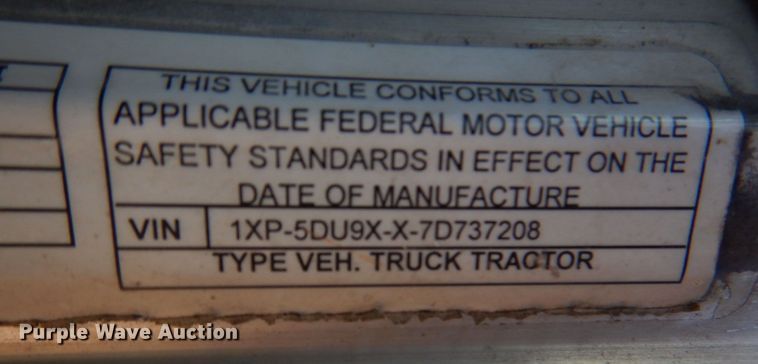 THIS VEHICLE CONFORMS TO ALL
APPLICABLE FEDERAL MOTOR VEHICLE
SAFETY STANDARDS IN EFFECT ON THE
DATE OF MANUFACTURE
VIN 1XP-5DU9X-X-7D737208
TYPE VEH. TRUCK TRACTOR
Purple Wave Auction